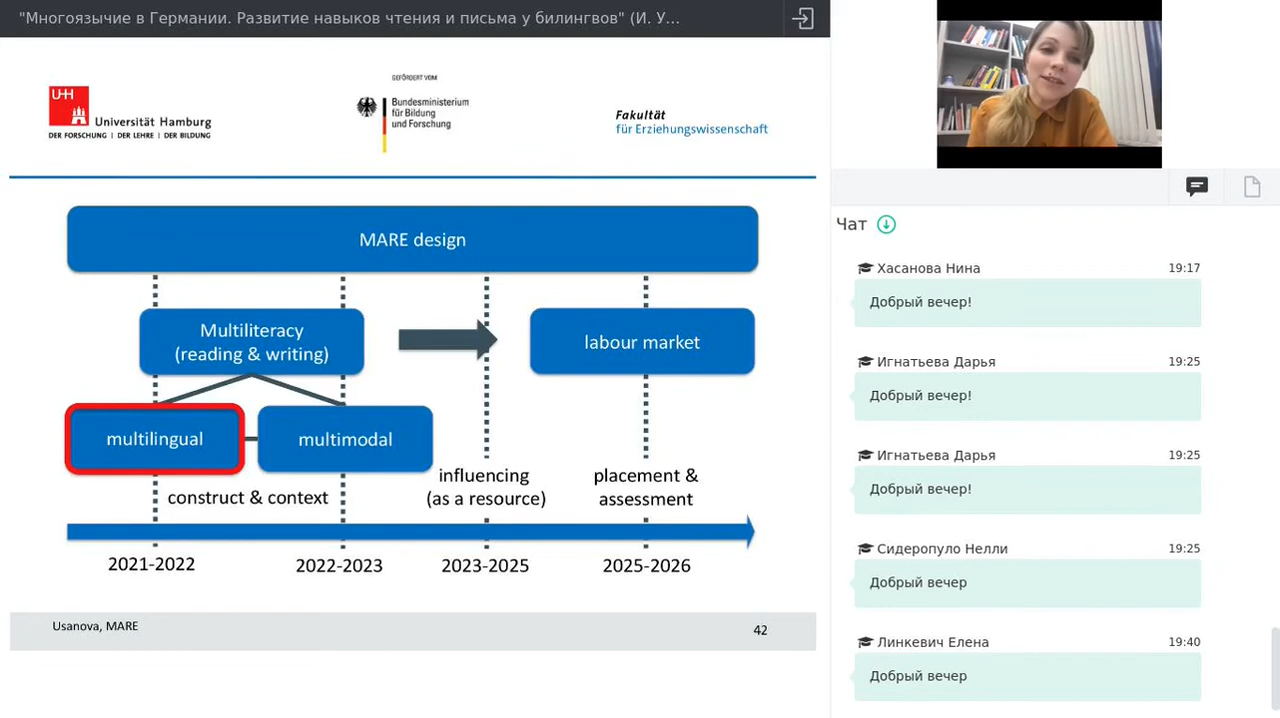 "Многоязычие в Германии. Развитие навыков чтения и письма у билингвов" (И. У...
UHH
Universität Hamburg
DER FORSCHUNG | DER LEHRE | DER BILDUNG
GEFÖRDERT VOM
Bundesministerium
für Bildung
und Forschung
Fakultät
für Erziehungswissenschaft
MARE design
Multiliteracy
(reading & writing)
labour market
multilingual
multimodal
construct & context
influencing
(as a resource)
placement &
assessment
2021-2022
2022-2023
2023-2025
2025-2026
Usanova, MARE
42
Чат
Хасанова Нина 19:17
Добрый вечер!
Игнатьева Дарья 19:25
Добрый вечер!
Игнатьева Дарья 19:25
Добрый вечер!
Сидеропуло Нелли 19:25
Добрый вечер
Линкевич Елена 19:40
Добрый вечер